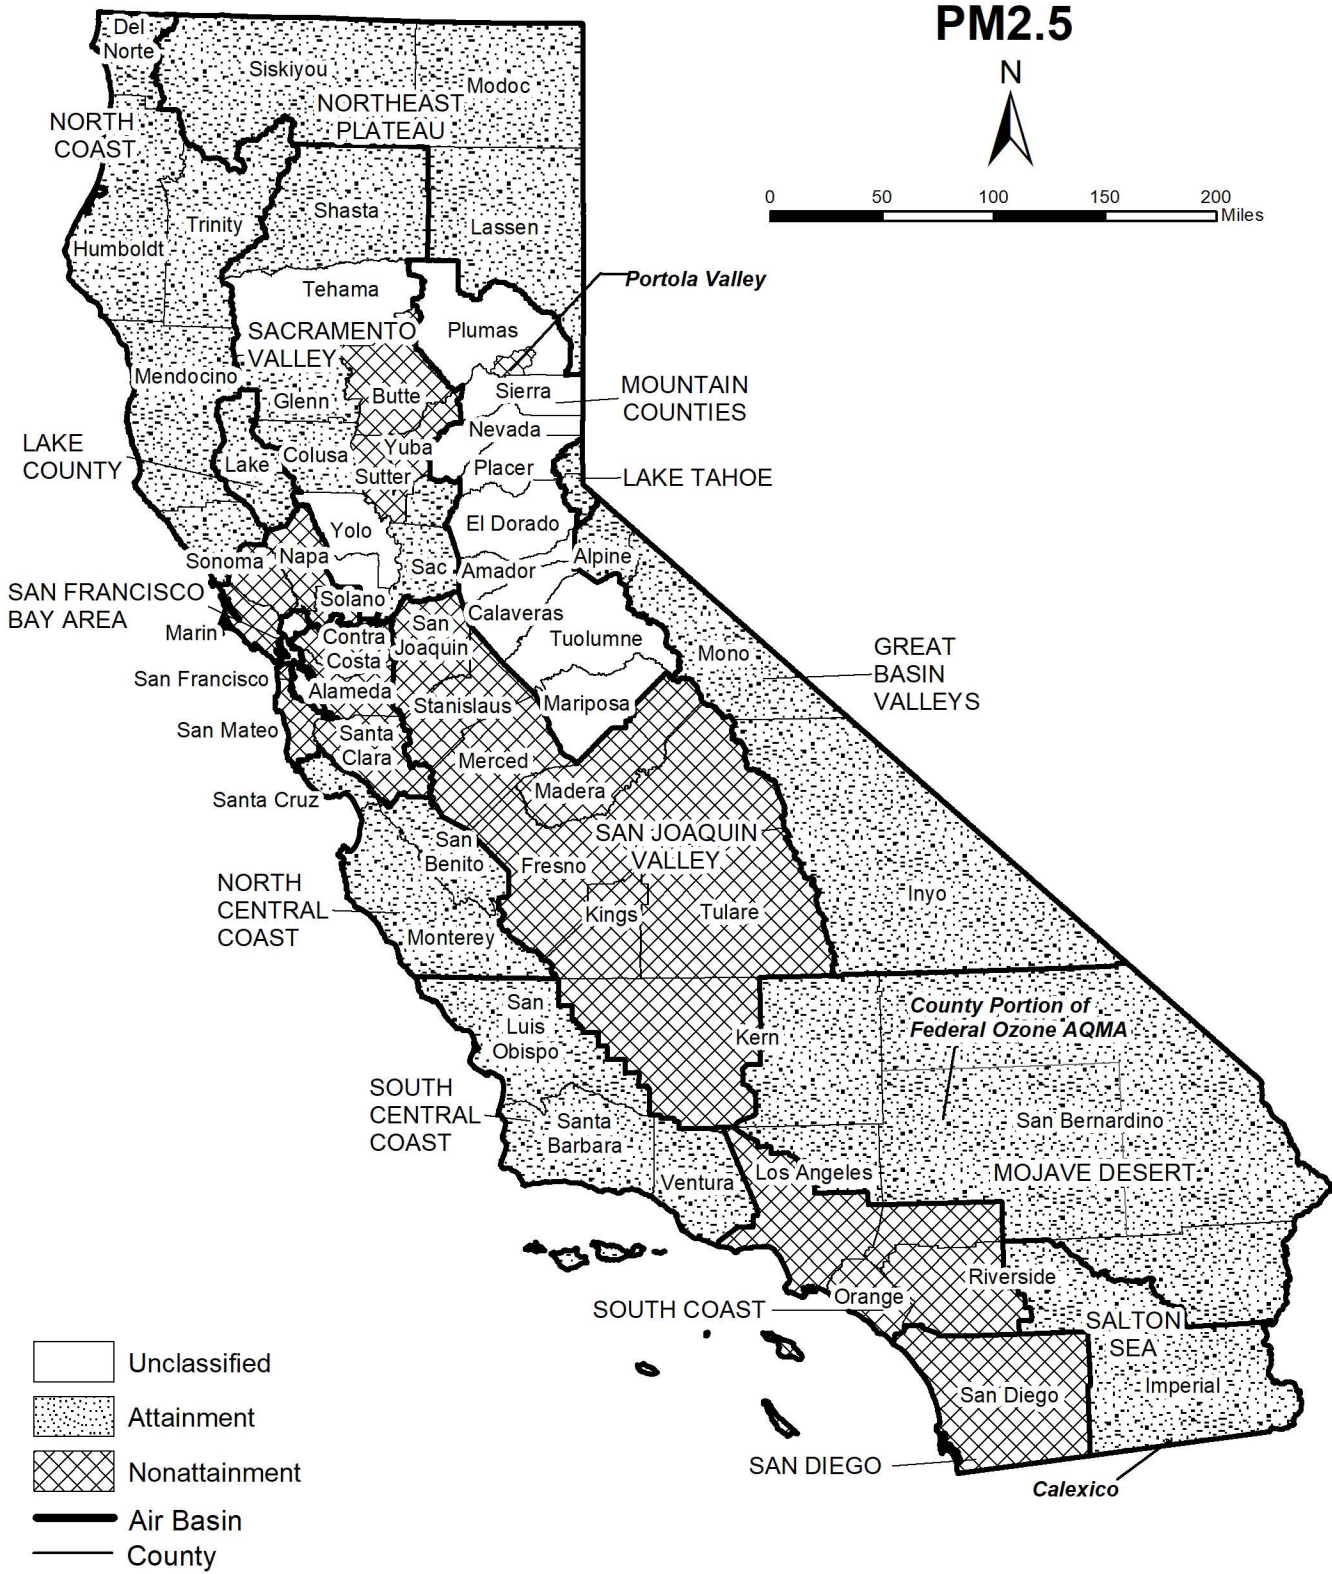 PM2.5
N
0 50 100 150 200
Miles
Del
Norte
Siskiyou
Modoc
NORTHEAST
PLATEAU
NORTH
COAST
Shasta
Trinity
Lassen
Humboldt
Portola Valley
Tehama
Plumas
SACRAMENTO
VALLEY
Mendocino
Glenn
Butte
Sierra
MOUNTAIN
COUNTIES
Nevada
LAKE
COUNTY
Lake
Colusa
Yuba
Placer
Sutter
LAKE TAHOE
Yolo
El Dorado
Sonoma
Napa
Sac
Amador
Alpine
SAN FRANCISCO
BAY AREA
Solano
Calaveras
Marin
Contra
Costa
San
Joaquin
Tuolumne
Mono
GREAT
BASIN
VALLEYS
San Francisco
Alameda
Stanislaus
Mariposa
San Mateo
Santa
Clara
Merced
Madera
Santa Cruz
San
Benito
SAN JOAQUIN
VALLEY
Fresno
NORTH
CENTRAL
COAST
Kings
Tulare
Inyo
Monterey
San
Luis
Obispo
Kern
County Portion of
Federal Ozone AQMA
SOUTH
CENTRAL
COAST
Santa
Barbara
San Bernardino
Ventura
Los Angeles
MOJAVE DESERT
Riverside
Orange
SOUTH COAST
SALTON
SEA
San Diego
Imperial
SAN DIEGO
Calexico
Unclassified
Attainment
Nonattainment
Air Basin
County